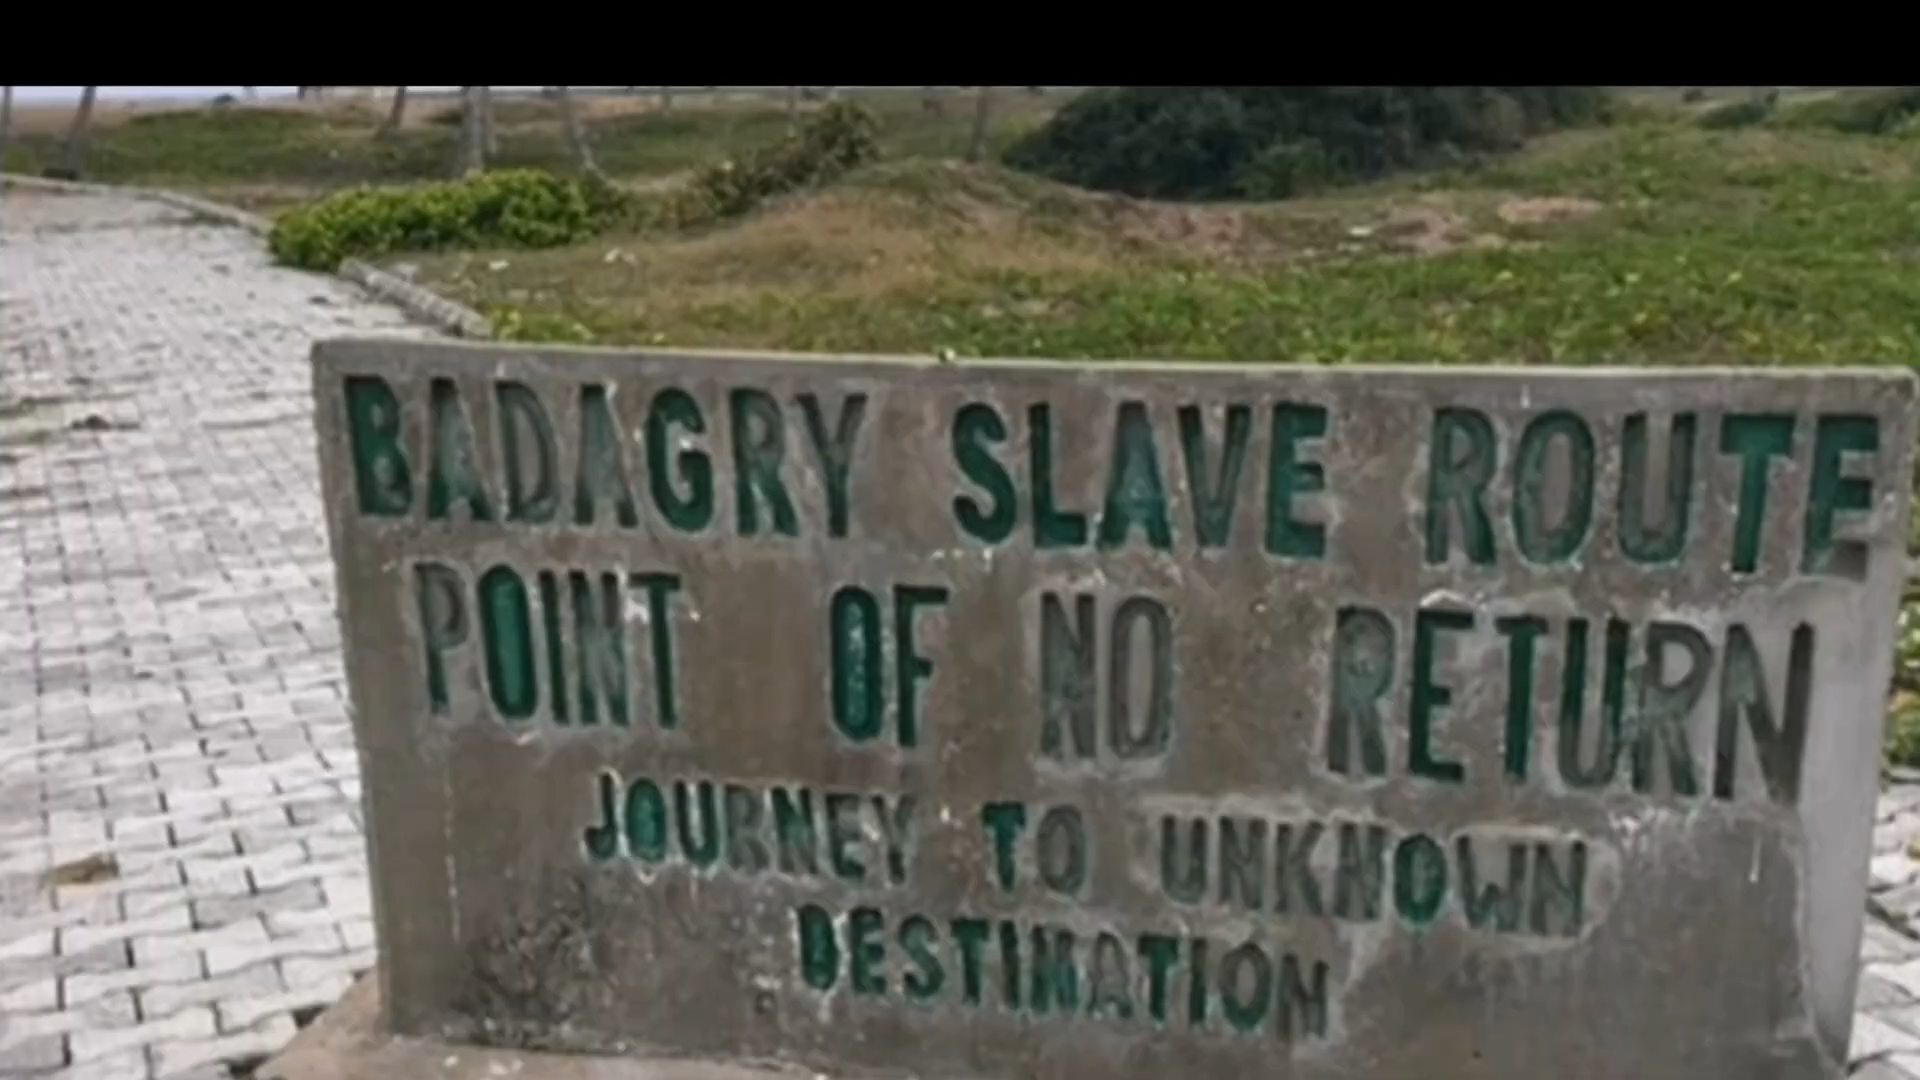 BADAGRY SLAVE ROUTE
POINT OF NO RETURN
JOURNEY TO UNKNOWN
DESTINATION